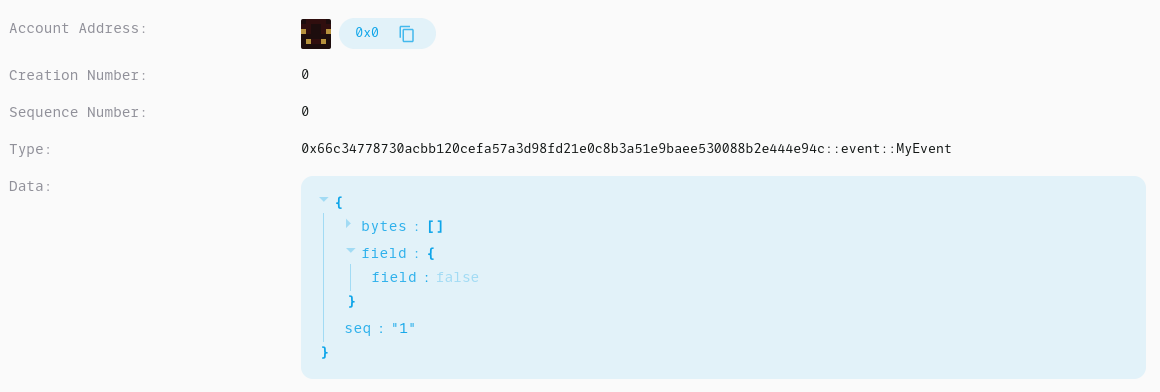 Account Address: 0x0
Creation Number: 0
Sequence Number: 0
Type: 0x66c34778730acbb120cefa57a3d98fd21e0c8b3a51e9baee530088b2e444e94c::event::MyEvent
Data: {
bytes : []
field : {
field : false
}
seq : "1"
}